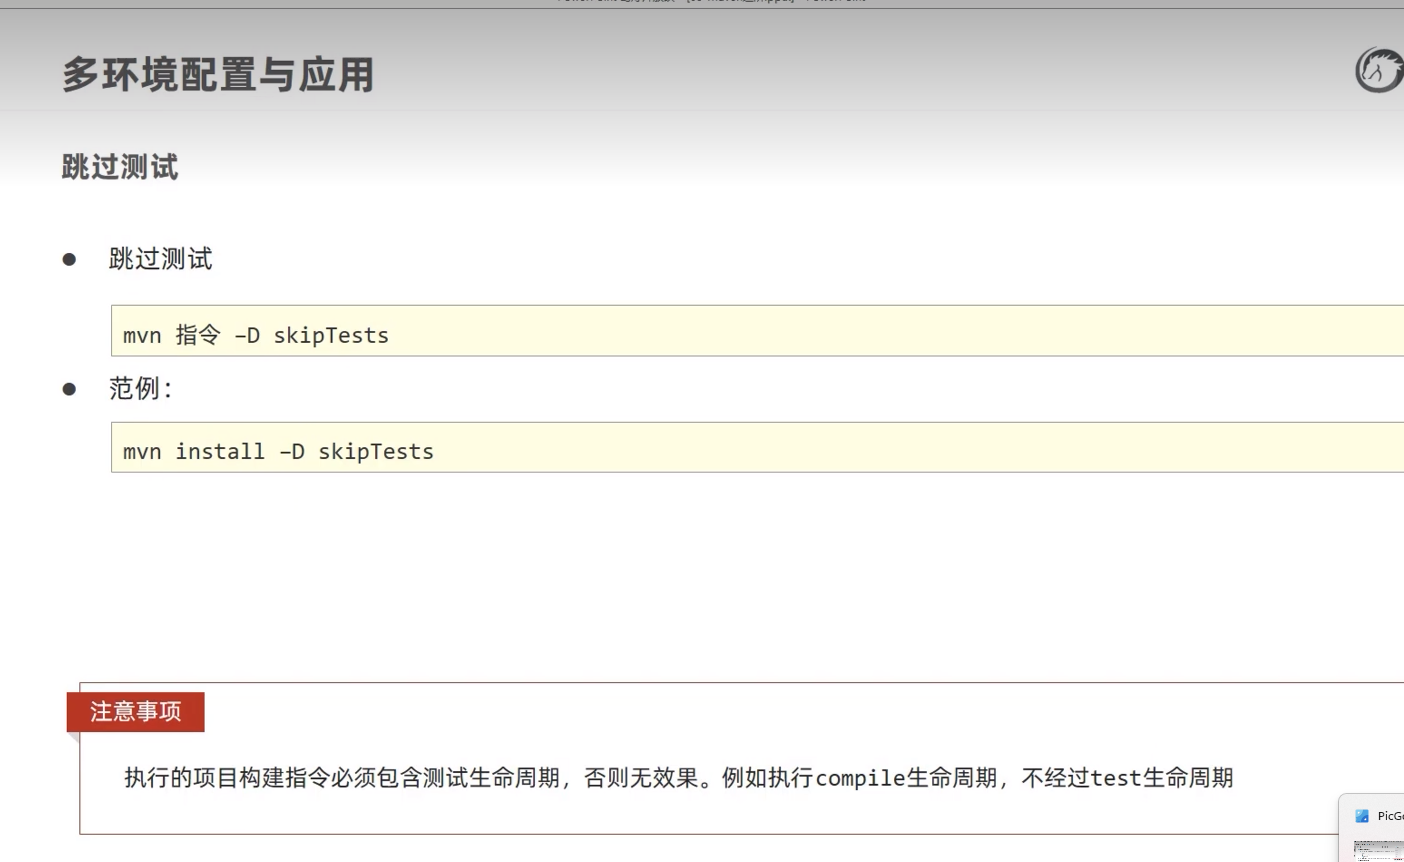 多环境配置与应用
跳过测试
● 跳过测试
mvn 指令 –D skipTests
● 范例：
mvn install –D skipTests
注意事项
执行的项目构建指令必须包含测试生命周期，否则无效果。例如执行compile生命周期，不经过test生命周期